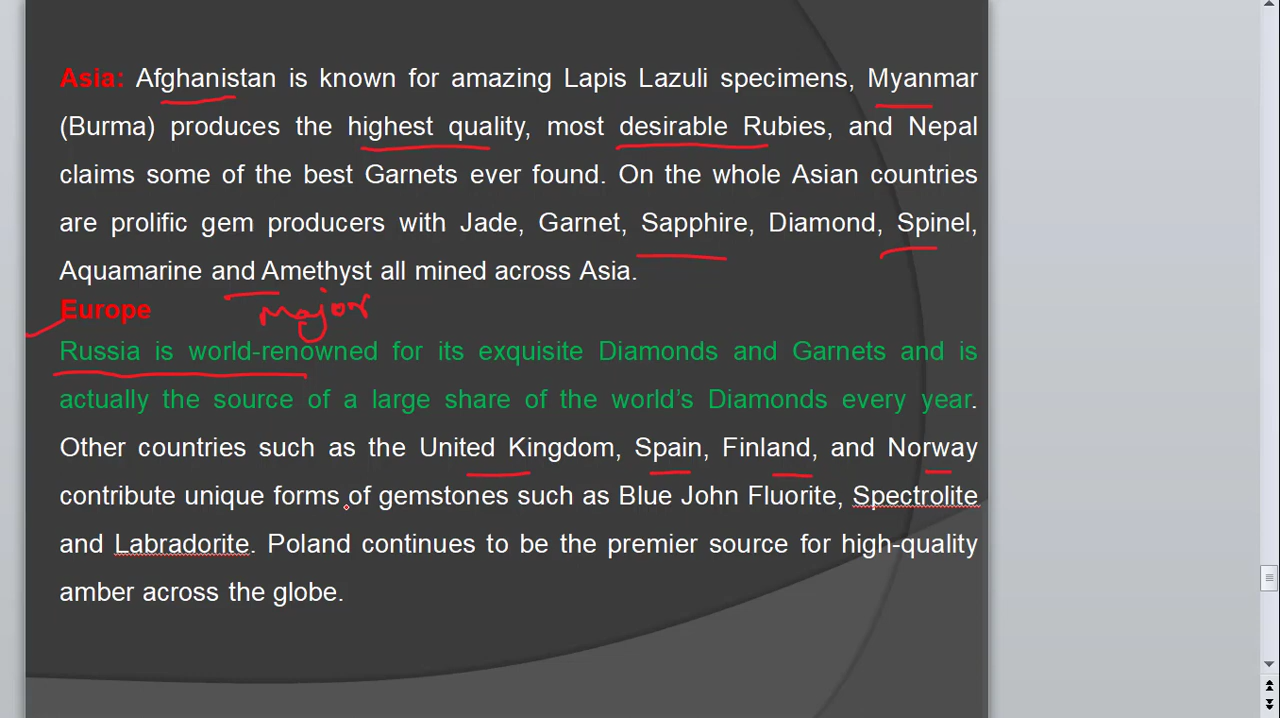 Asia: Afghanistan is known for amazing Lapis Lazuli specimens, Myanmar
(Burma) produces the highest quality, most desirable Rubies, and Nepal
claims some of the best Garnets ever found. On the whole Asian countries
are prolific gem producers with Jade, Garnet, Sapphire, Diamond, Spinel,
Aquamarine and Amethyst all mined across Asia.
Europe major
Russia is world-renowned for its exquisite Diamonds and Garnets and is
actually the source of a large share of the world's Diamonds every year.
Other countries such as the United Kingdom, Spain, Finland, and Norway
contribute unique forms of gemstones such as Blue John Fluorite, Spectrolite
and Labradorite. Poland continues to be the premier source for high-quality
amber across the globe.